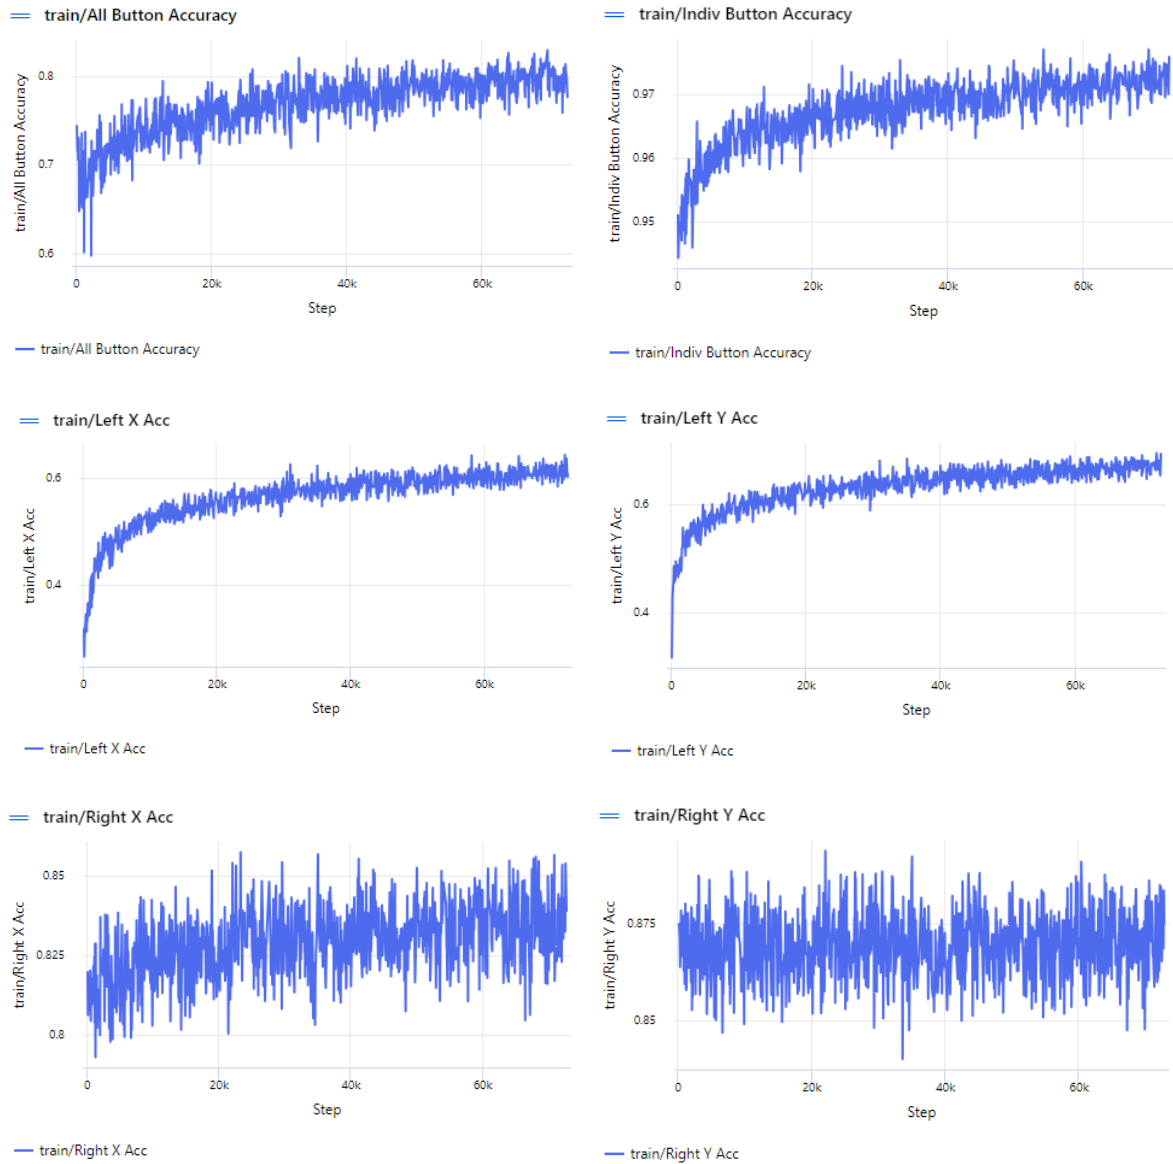 train/All Button Accuracy
train/All Button Accuracy
0.8
0.7
0.6
0
20k
40k
60k
Step
train/All Button Accuracy
train/Indiv Button Accuracy
train/Indiv Button Accuracy
0.97
0.96
0.95
0
20k
40k
60k
Step
train/Indiv Button Accuracy
train/Left X Acc
train/Left X Acc
0.6
0.4
0
20k
40k
60k
Step
train/Left X Acc
train/Left Y Acc
train/Left Y Acc
0.6
0.4
0
20k
40k
60k
Step
train/Left Y Acc
train/Right X Acc
train/Right X Acc
0.85
0.825
0.8
0
20k
40k
60k
Step
train/Right X Acc
train/Right Y Acc
train/Right Y Acc
0.875
0.85
0
20k
40k
60k
Step
train/Right Y Acc